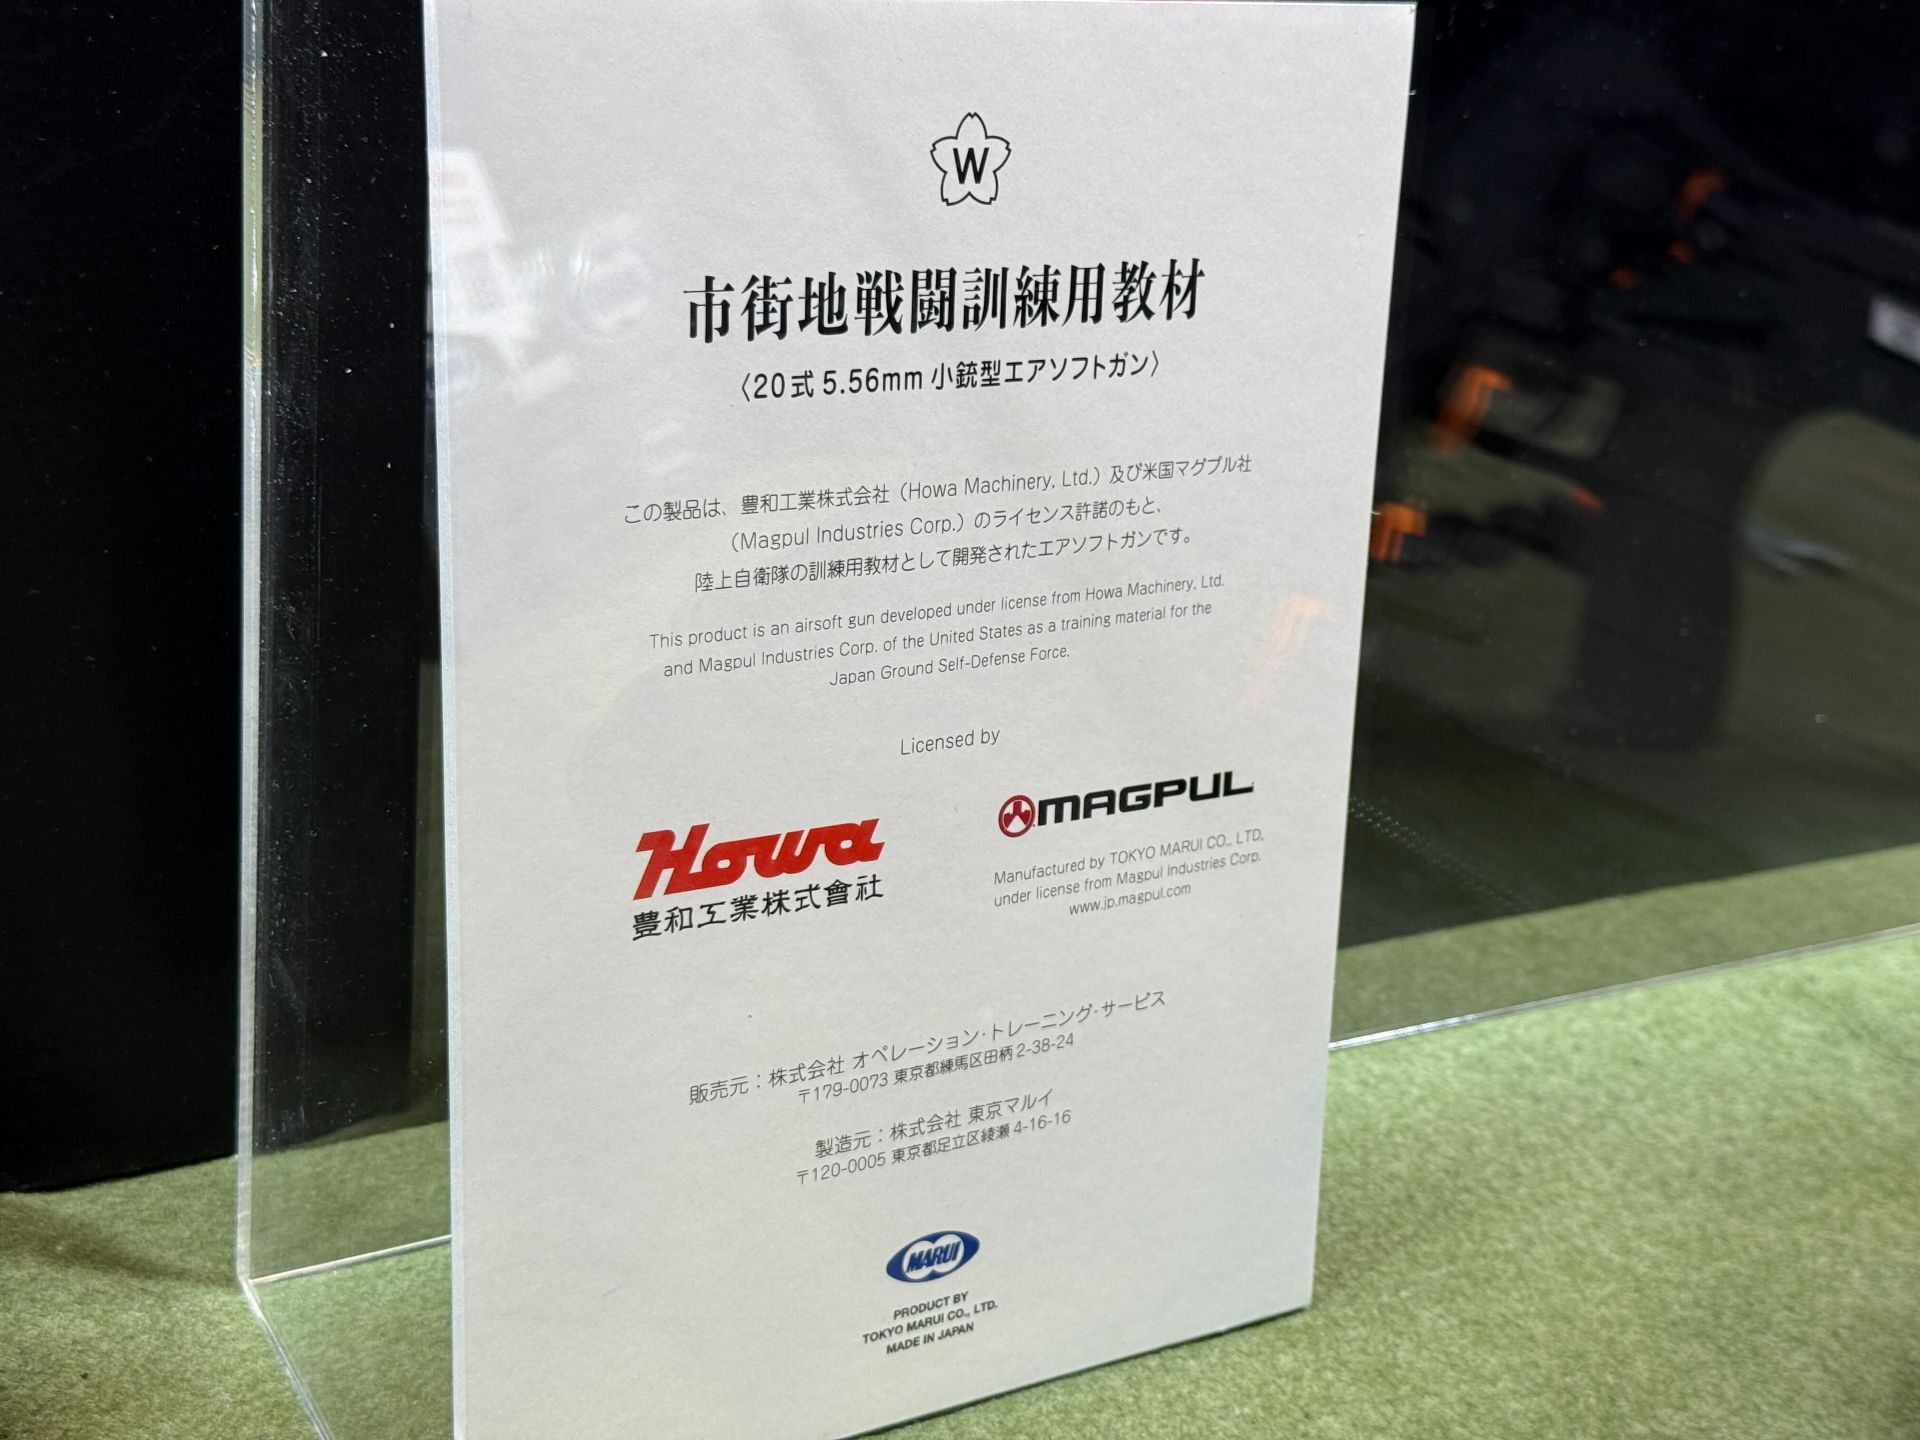 W
市街地戦闘訓練用教材
〈20式 5.56mm 小銃型エアソフトガン〉
この製品は、豊和工業株式会社（Howa Machinery, Ltd.）及び米国マグプル社
（Magpul Industries Corp.）のライセンス許諾のもと、
陸上自衛隊の訓練用教材として開発されたエアソフトガンです。
This product is an airsoft gun developed under license from Howa Machinery, Ltd.
and Magpul Industries Corp. of the United States as a training material for the
Japan Ground Self-Defense Force.
Licensed by
Howa
豊和工業株式會社
MAGPUL
Manufactured by TOKYO MARUI CO., LTD.
under license from Magpul Industries Corp.
www.jp.magpul.com
販売元：株式会社 オペレーション・トレーニング・サービス
〒179-0073 東京都練馬区田柄 2-38-24
製造元：株式会社 東京マルイ
〒120-0005 東京都足立区綾瀬 4-16-16
MARUI
PRODUCT BY
TOKYO MARUI CO., LTD.
MADE IN JAPAN